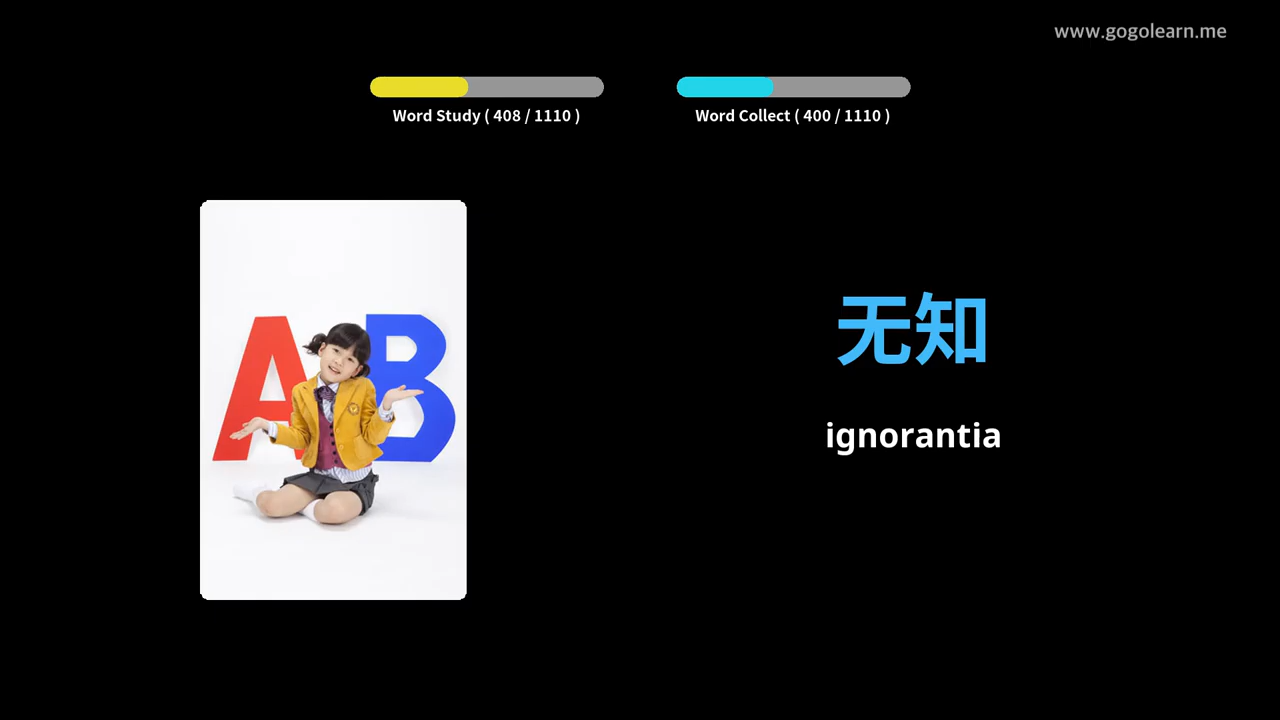 www.gogolearn.me
Word Study ( 408 / 1110 )
Word Collect ( 400 / 1110 )
A B
无知
ignorantia